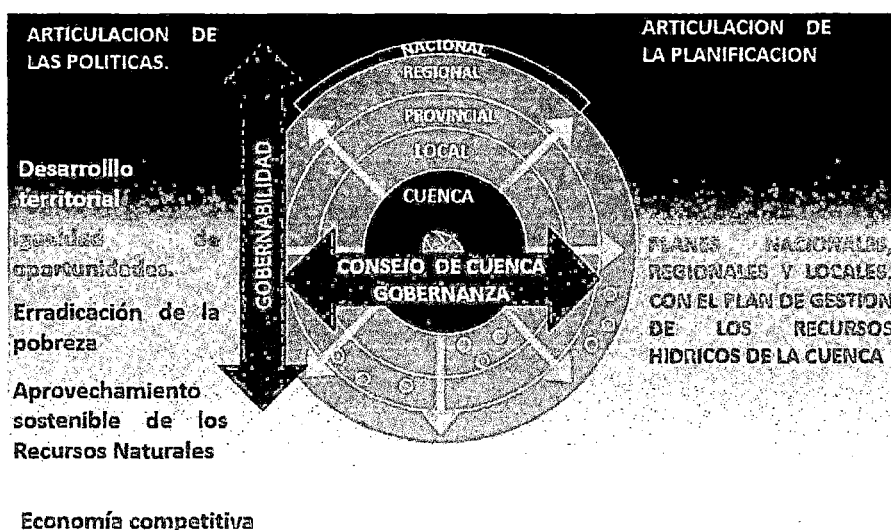 ARTICULACION DE
LAS POLITICAS.
Desarrollo
territorial
Igualdad de
oportunidades.
Erradicación de la
pobreza
Aprovechamiento
sostenible de los
Recursos Naturales
Economía competitiva
GOBERNABILIDAD
NACIONAL
REGIONAL
PROVINCIAL
LOCAL
CUENCA
CONSEJO DE CUENCA
GOBERNANZA
ARTICULACION DE
LA PLANIFICACION
PLANES NACIONALES,
REGIONALES Y LOCALES.
CON EL PLAN DE GESTION
DE LOS RECURSOS
HIDRICOS DE LA CUENCA